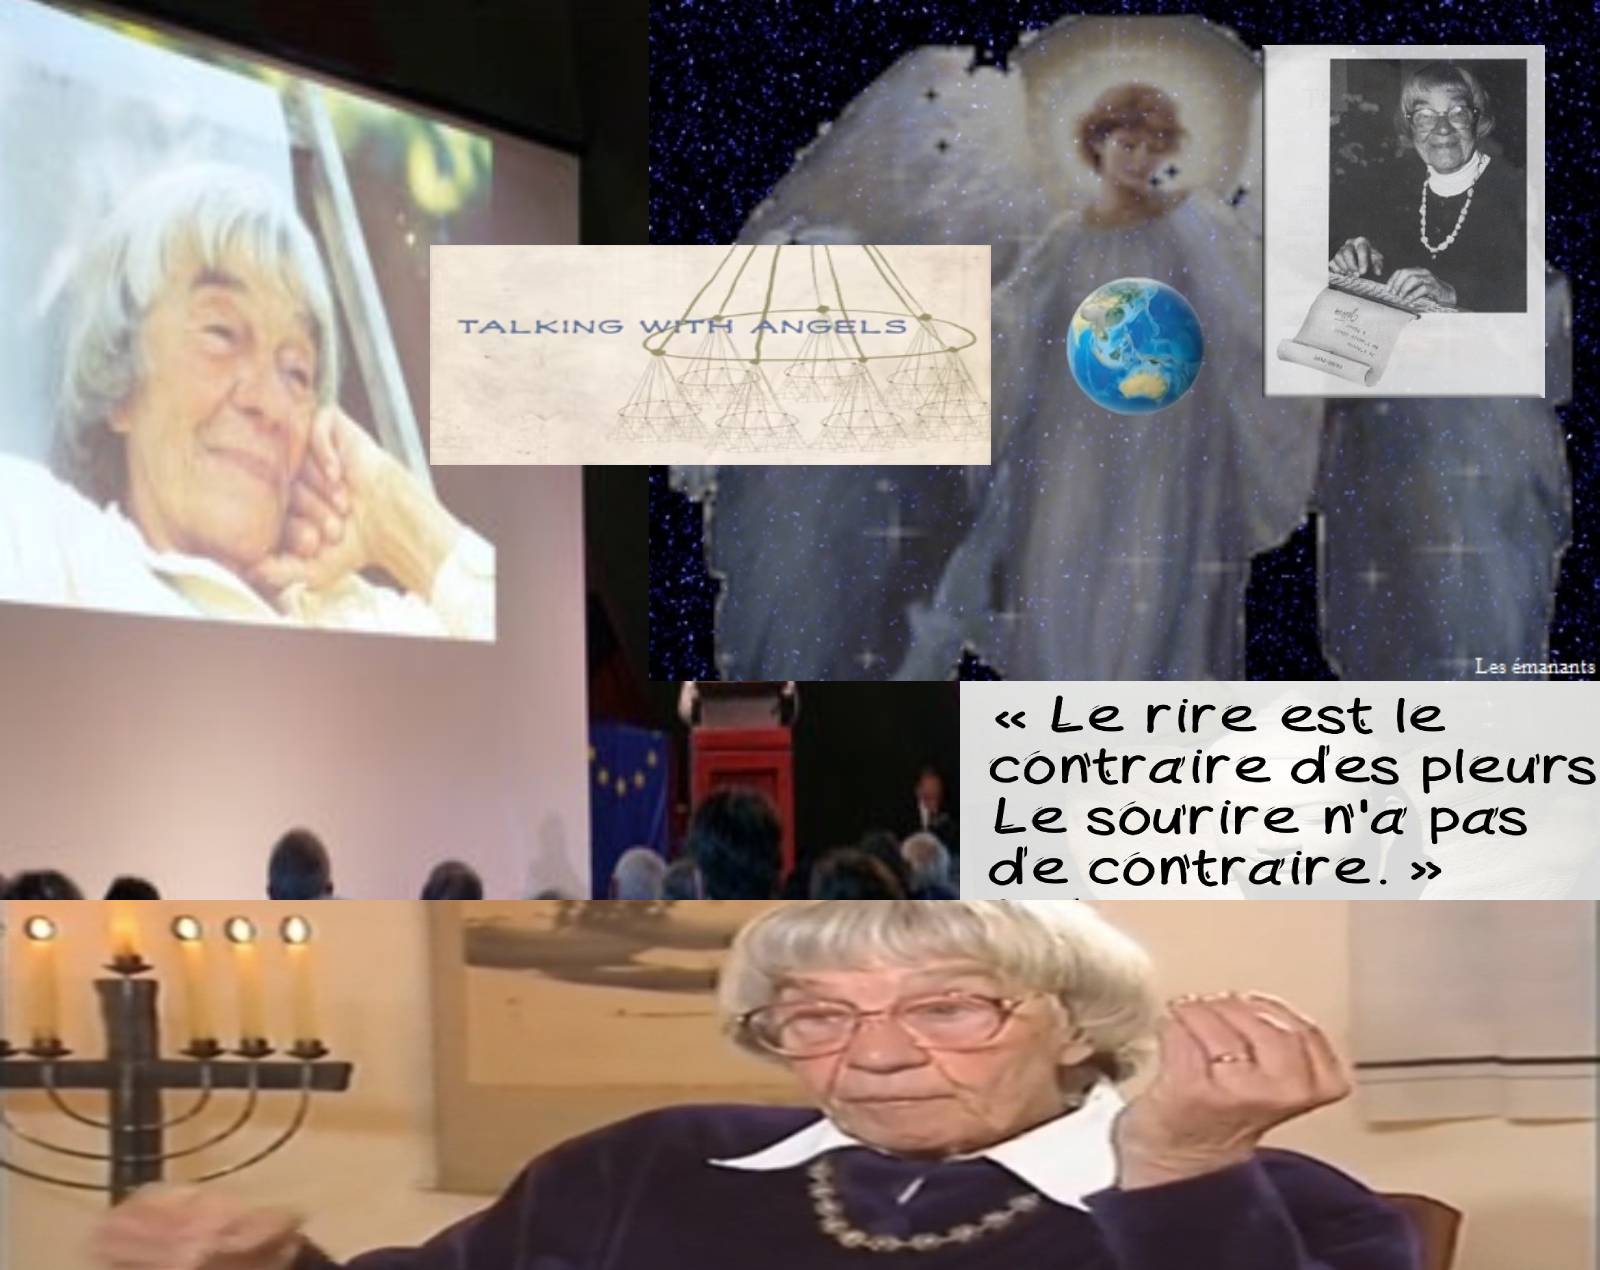 TALKING WITH ANGELS
Les émanants
« Le rire est le
contraire des pleurs
Le sourire n'a pas
de contraire. »